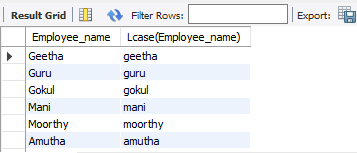 Result Grid Filter Rows: Export:
Employee_name Lcase(Employee_name)
Geetha geetha
Guru guru
Gokul gokul
Mani mani
Moorthy moorthy
Amutha amutha